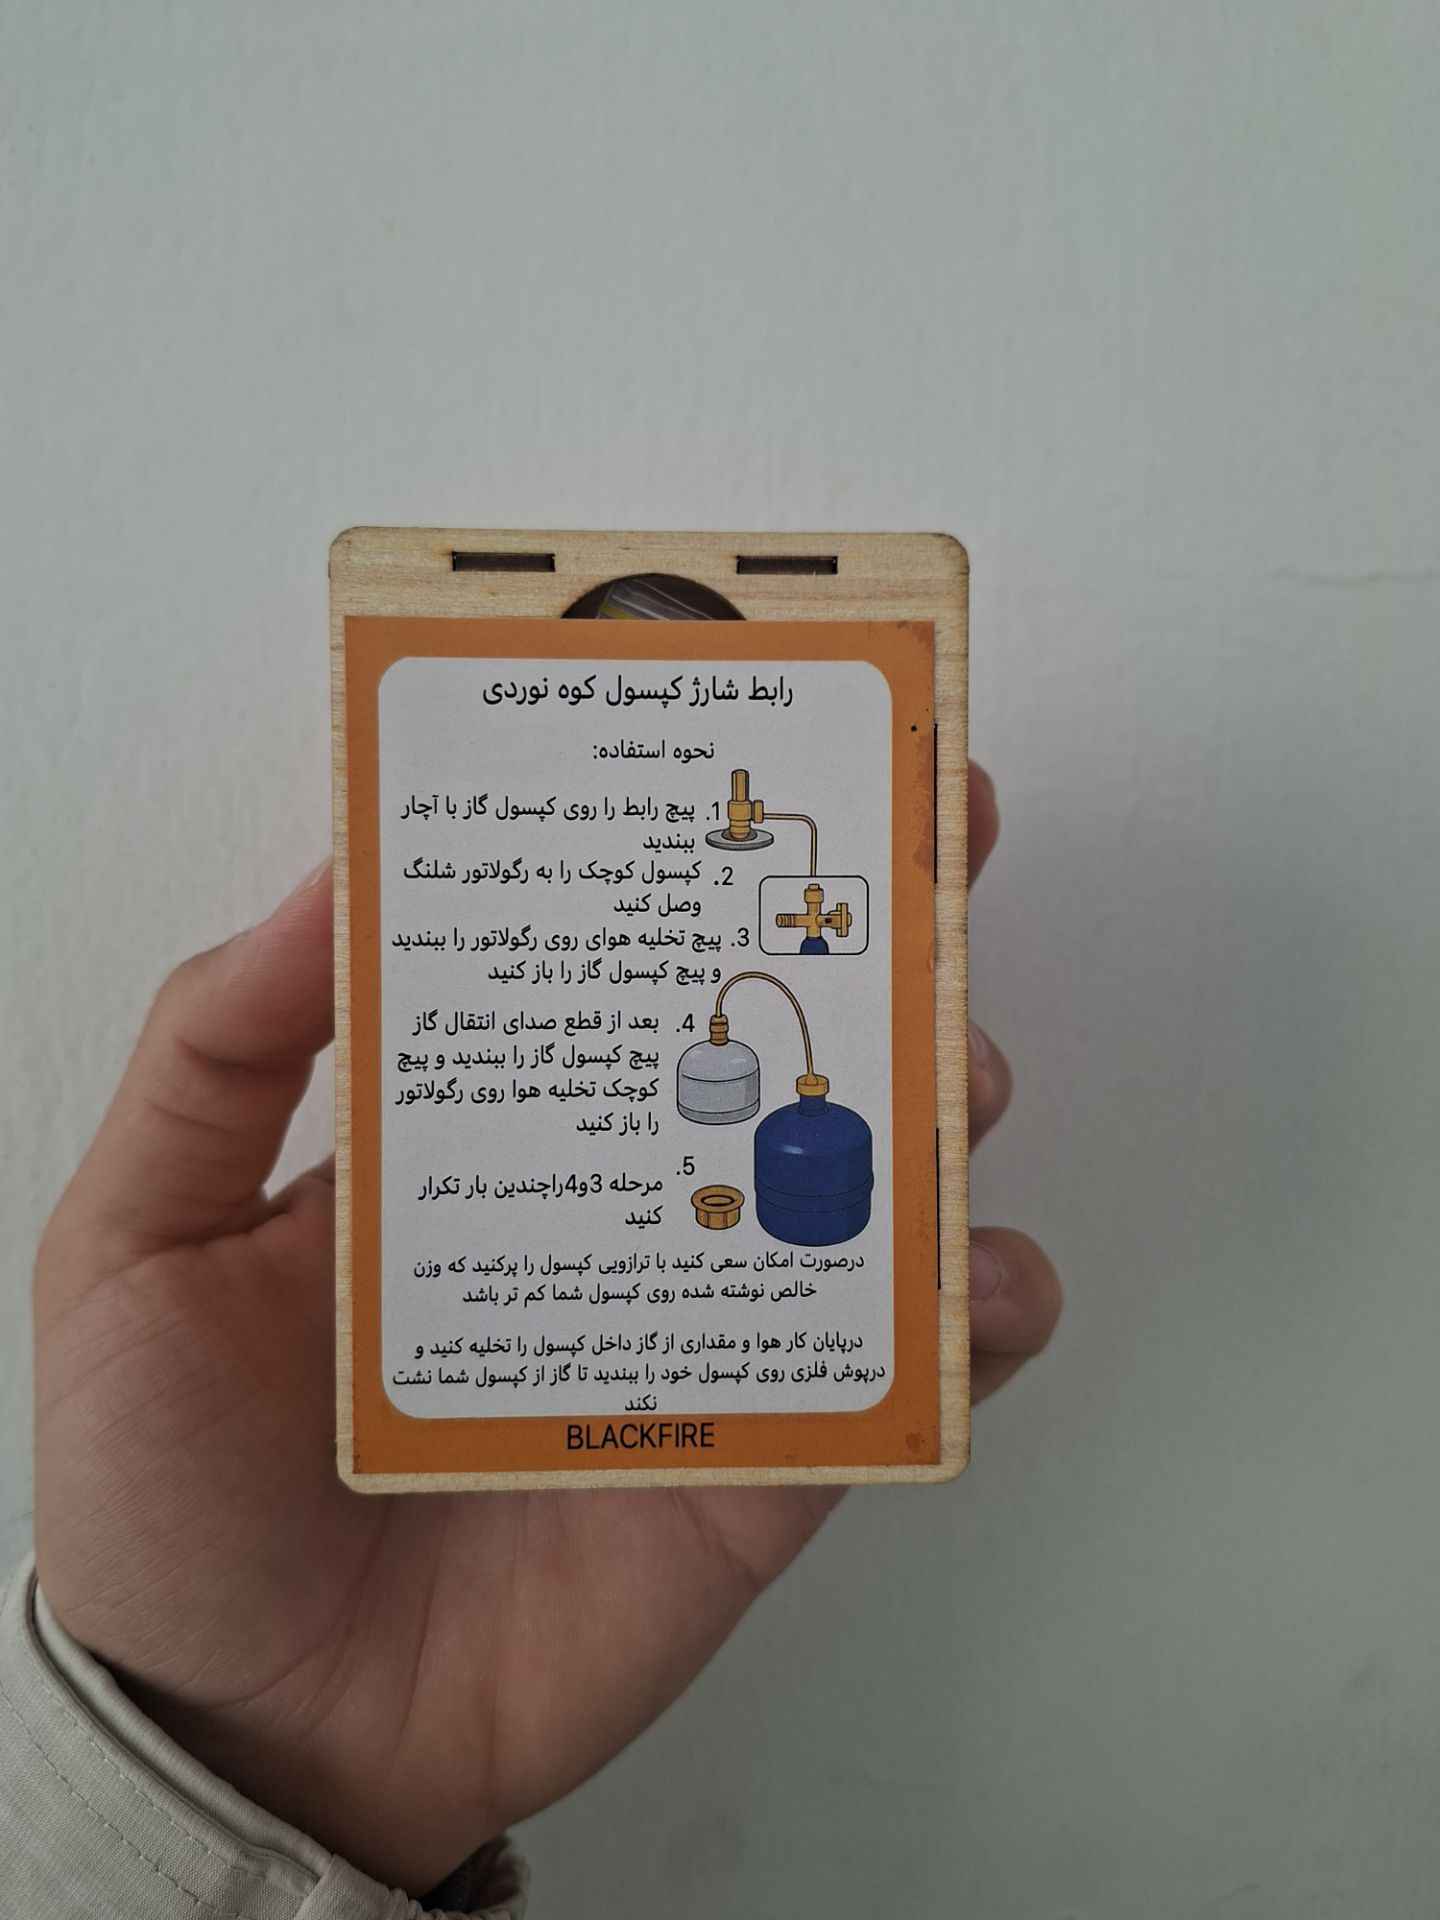 رابط شارژ کپسول کوه نوردی
نحوه استفاده:
1. پیچ رابط را روی کپسول گاز با آچار
ببندید
2. کپسول کوچک را به رگولاتور شلنگ
وصل کنید
3. پیچ تخلیه هوای روی رگولاتور را ببندید
و پیچ کپسول گاز را باز کنید
4. بعد از قطع صدای انتقال گاز
پیچ کپسول گاز را ببندید و پیچ
کوچک تخلیه هوا روی رگولاتور
را باز کنید
5. مرحله 3و4راچندین بار تکرار
کنید
درصورت امکان سعی کنید با ترازویی کپسول را پرکنید که وزن
خالص نوشته شده روی کپسول شما کم تر باشد
درپایان کار هوا و مقداری از گاز داخل کپسول را تخلیه کنید و
درپوش فلزی روی کپسول خود را ببندید تا گاز از کپسول شما نشت
نکند
BLACKFIRE